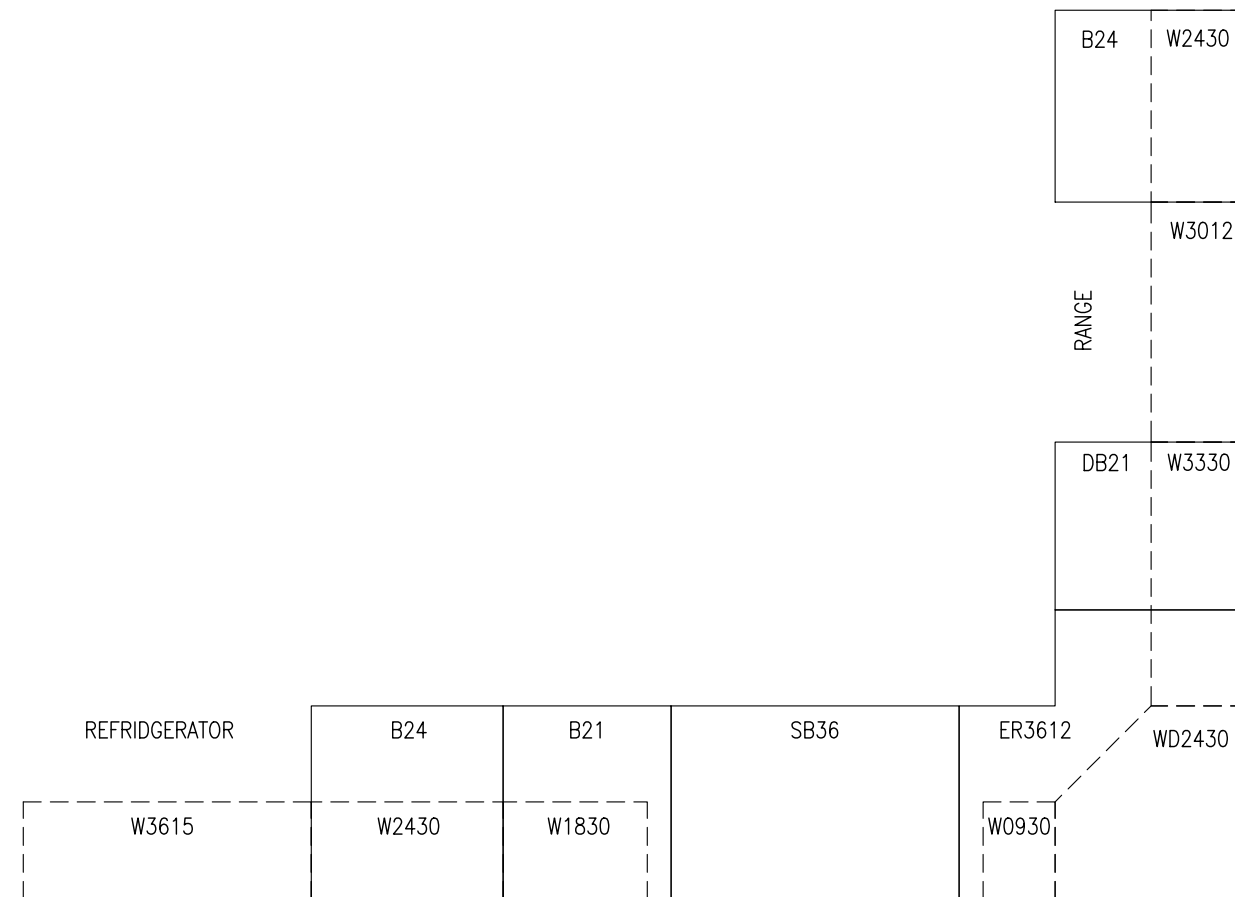 B24
W2430
W3012
RANGE
DB21
W3330
REFRIDGERATOR
B24
B21
SB36
ER3612
WD2430
W3615
W2430
W1830
W0930